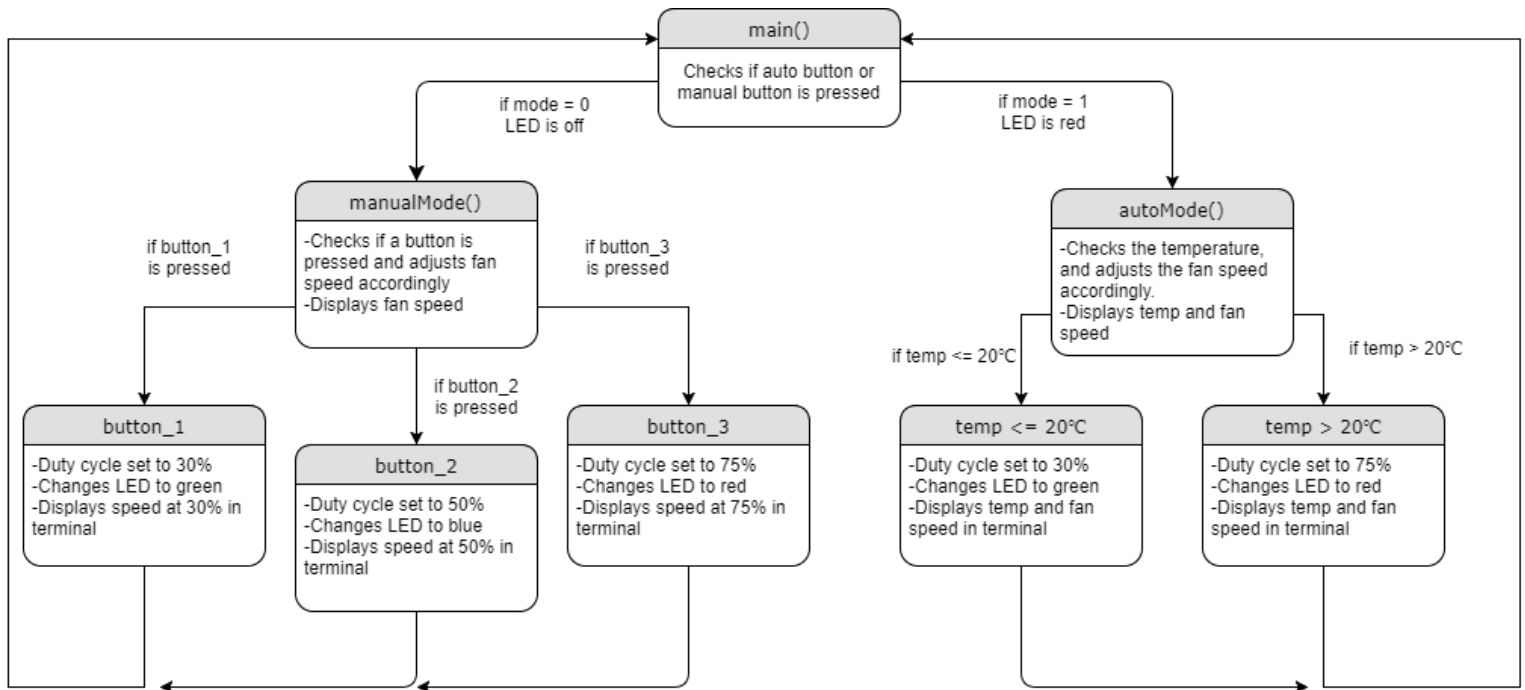 main()
Checks if auto button or
manual button is pressed
if mode = 0
LED is off
if mode = 1
LED is red
manualMode()
-Checks if a button is
pressed and adjusts fan
speed accordingly
-Displays fan speed
autoMode()
-Checks the temperature,
and adjusts the fan speed
accordingly.
-Displays temp and fan
speed
if button_1
is pressed
if button_3
is pressed
if button_2
is pressed
if temp <= 20℃
if temp > 20℃
button_1
-Duty cycle set to 30%
-Changes LED to green
-Displays speed at 30% in
terminal
button_2
-Duty cycle set to 50%
-Changes LED to blue
-Displays speed at 50% in
terminal
button_3
-Duty cycle set to 75%
-Changes LED to red
-Displays speed at 75% in
terminal
temp <= 20℃
-Duty cycle set to 30%
-Changes LED to green
-Displays temp and fan
speed in terminal
temp > 20℃
-Duty cycle set to 75%
-Changes LED to red
-Displays temp and fan
speed in terminal